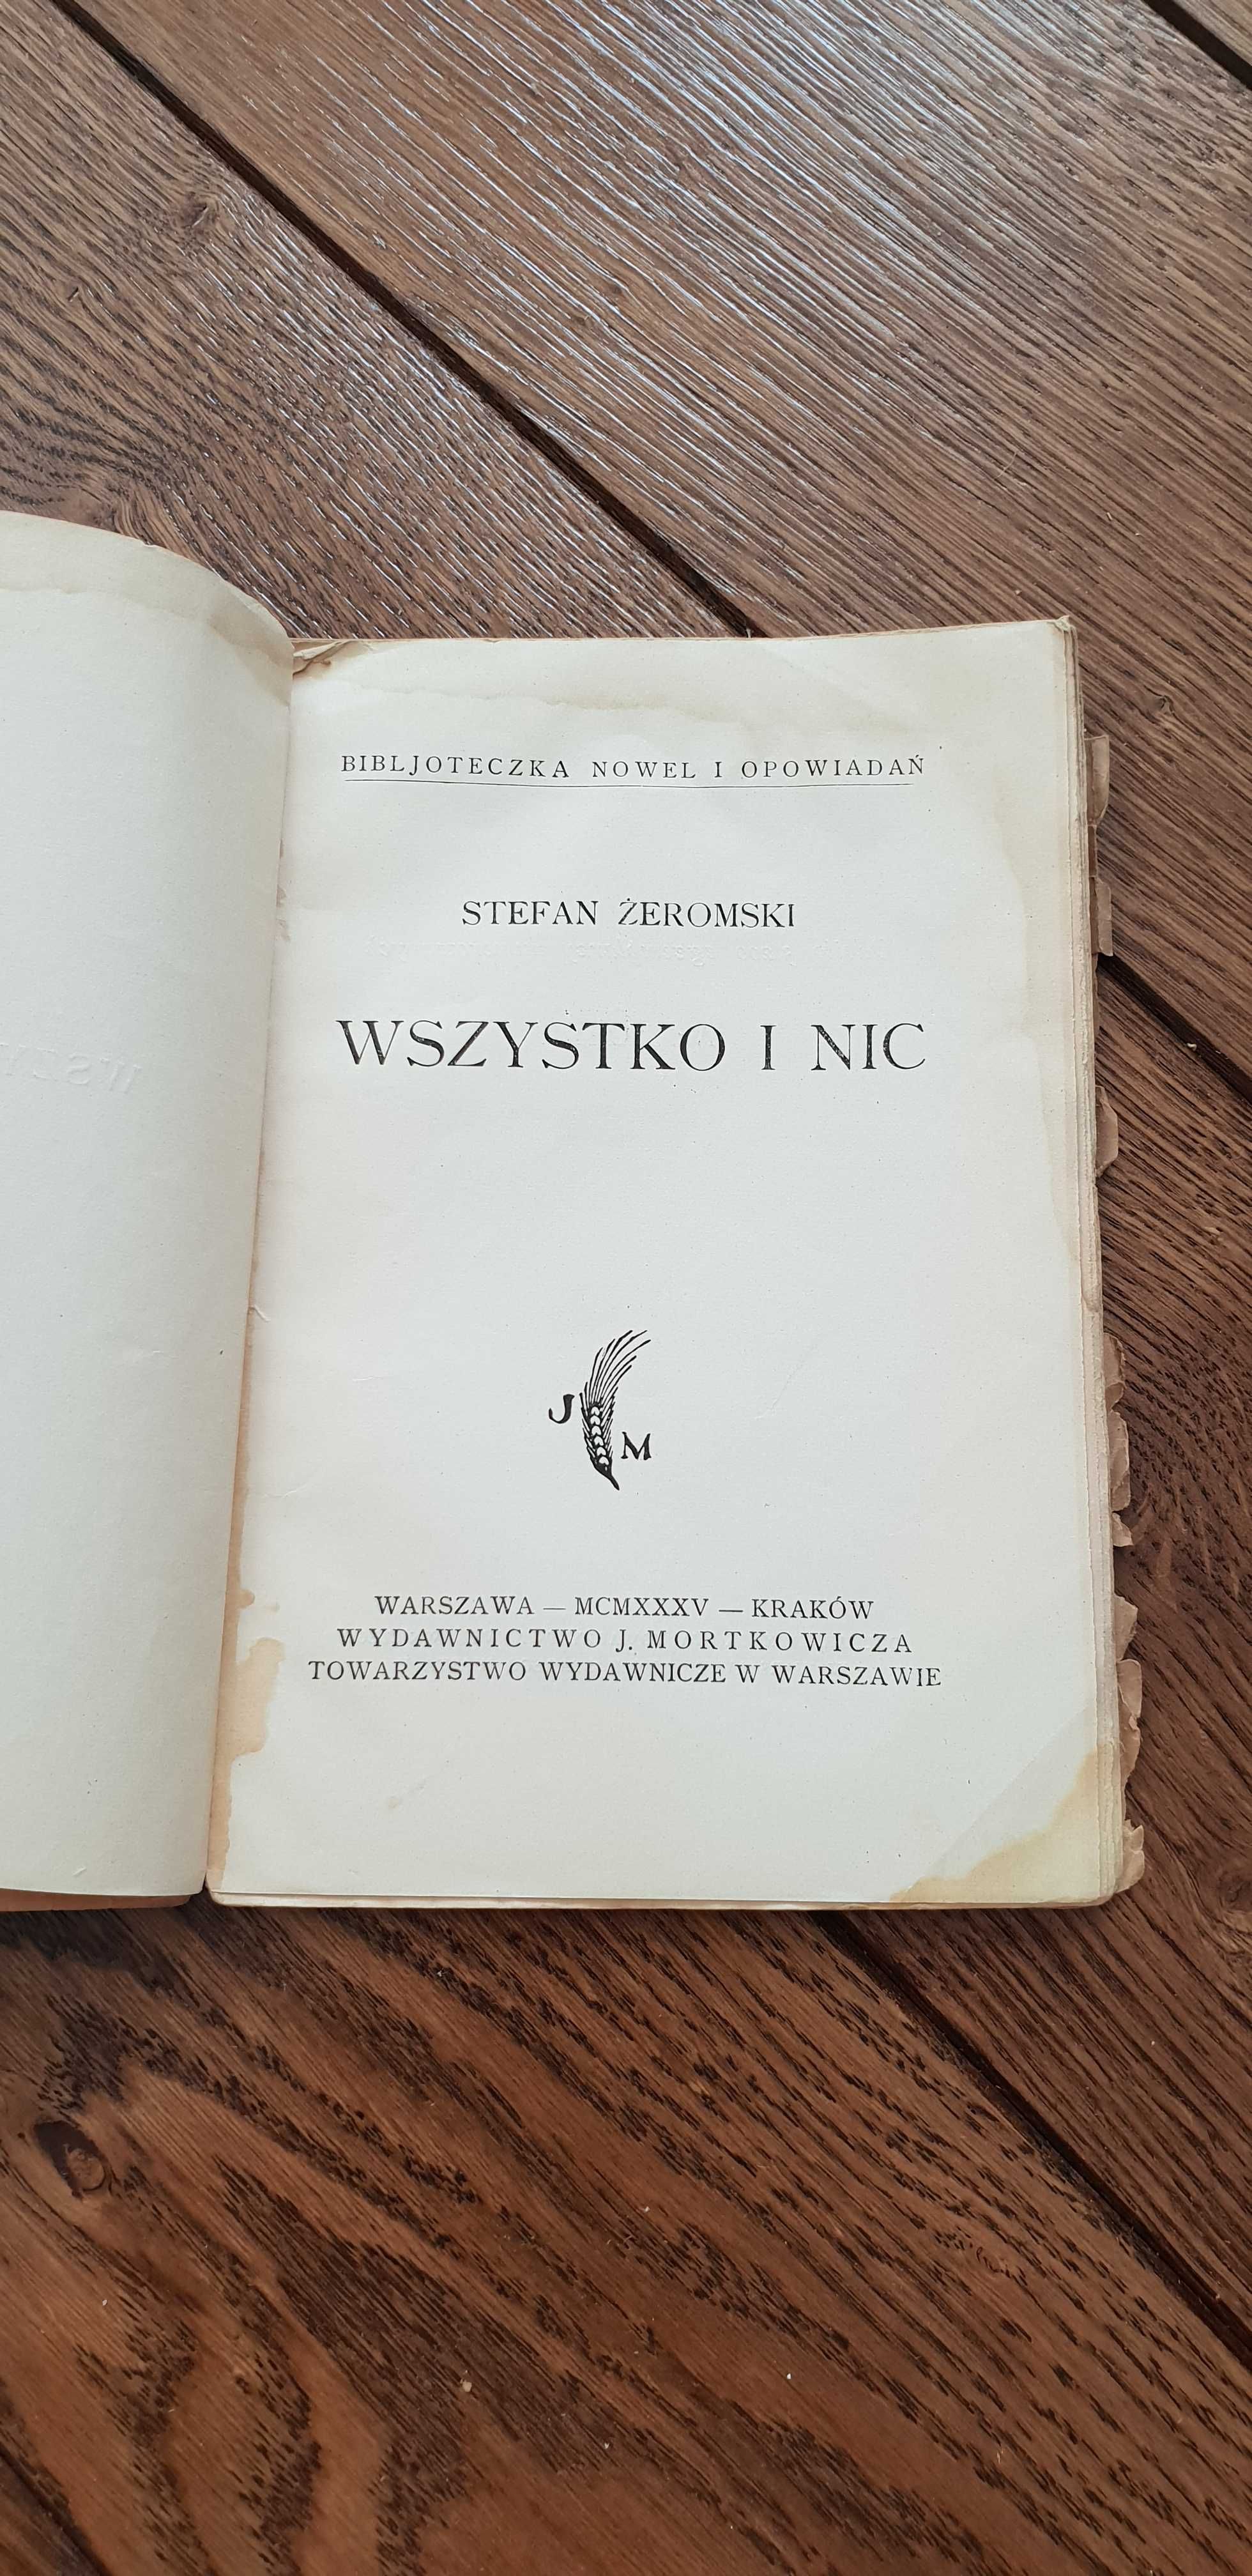 BIBLJOTECZKA NOWEL I OPOWIADAŃ
STEFAN ŻEROMSKI
WSZYSTKO I NIC
J M
WARSZAWA — MCMXXXV — KRAKÓW
WYDAWNICTWO J. MORTKOWICZA
TOWARZYSTWO WYDAWNICZE W WARSZAWIE